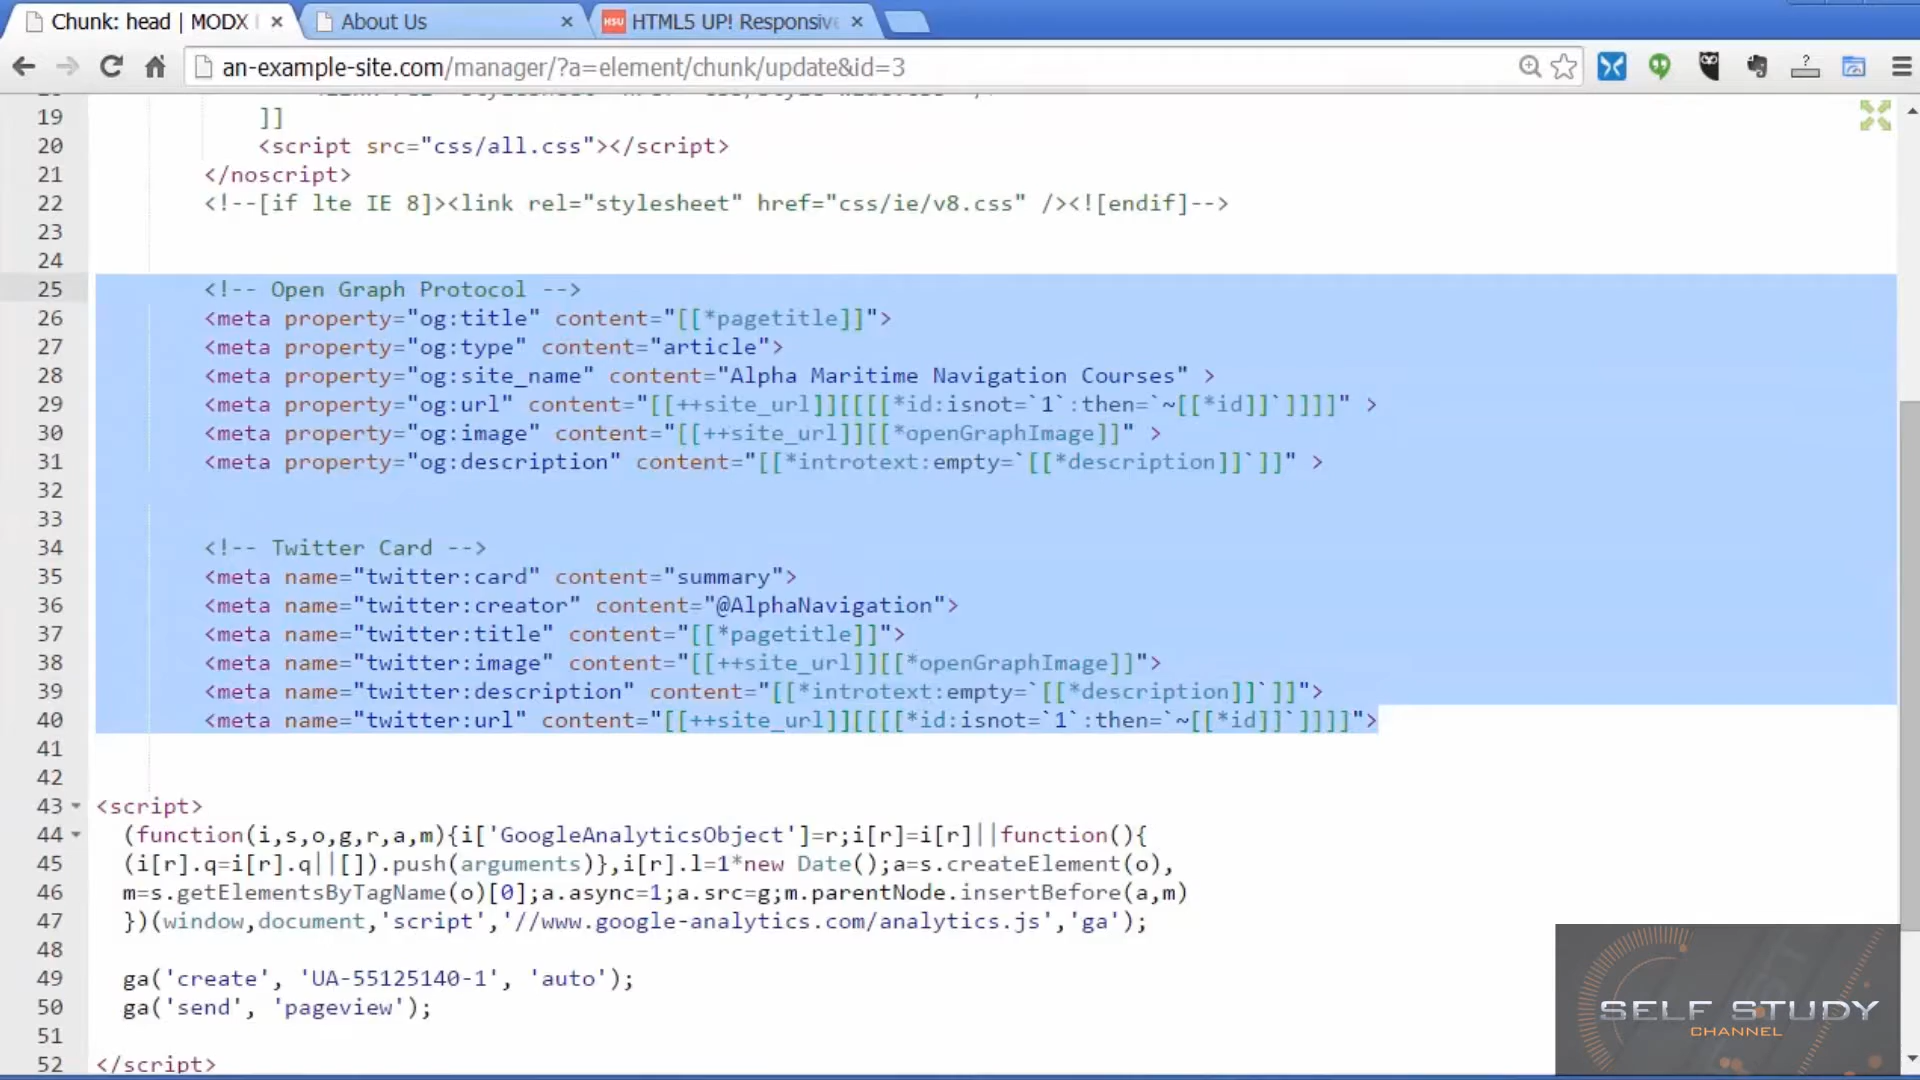 Chunk: head | MODX
About Us
HSU HTML5 UP! Responsive
an-example-site.com/manager/?a=element/chunk/update&id=3
19 ]]
20 <script src="css/all.css"></script>
21 </noscript>
22 <!--[if lte IE 8]><link rel="stylesheet" href="css/ie/v8.css" /><![endif]-->
23
24
25 <!-- Open Graph Protocol -->
26 <meta property="og:title" content="[[*pagetitle]]">
27 <meta property="og:type" content="article">
28 <meta property="og:site_name" content="Alpha Maritime Navigation Courses" >
29 <meta property="og:url" content="[[++site_url]][[[[*id:isnot=`1`:then=`~[[*id]]`]]]]" >
30 <meta property="og:image" content="[[++site_url]][[*openGraphImage]]" >
31 <meta property="og:description" content="[[*introtext:empty=`[[*description]]`]]" >
32
33
34 <!-- Twitter Card -->
35 <meta name="twitter:card" content="summary">
36 <meta name="twitter:creator" content="@AlphaNavigation">
37 <meta name="twitter:title" content="[[*pagetitle]]">
38 <meta name="twitter:image" content="[[++site_url]][[*openGraphImage]]">
39 <meta name="twitter:description" content="[[*introtext:empty=`[[*description]]`]]">
40 <meta name="twitter:url" content="[[++site_url]][[[[*id:isnot=`1`:then=`~[[*id]]`]]]]">
41
42
43 <script>
44 (function(i,s,o,g,r,a,m){i['GoogleAnalyticsObject']=r;i[r]=i[r]||function(){
45 (i[r].q=i[r].q||[]).push(arguments)},i[r].l=1*new Date();a=s.createElement(o),
46 m=s.getElementsByTagName(o)[0];a.async=1;a.src=g;m.parentNode.insertBefore(a,m)
47 })(window,document,'script','//www.google-analytics.com/analytics.js','ga');
48
49 ga('create', 'UA-55125140-1', 'auto');
50 ga('send', 'pageview');
51
52 </script>
SELF STUDY
CHANNEL